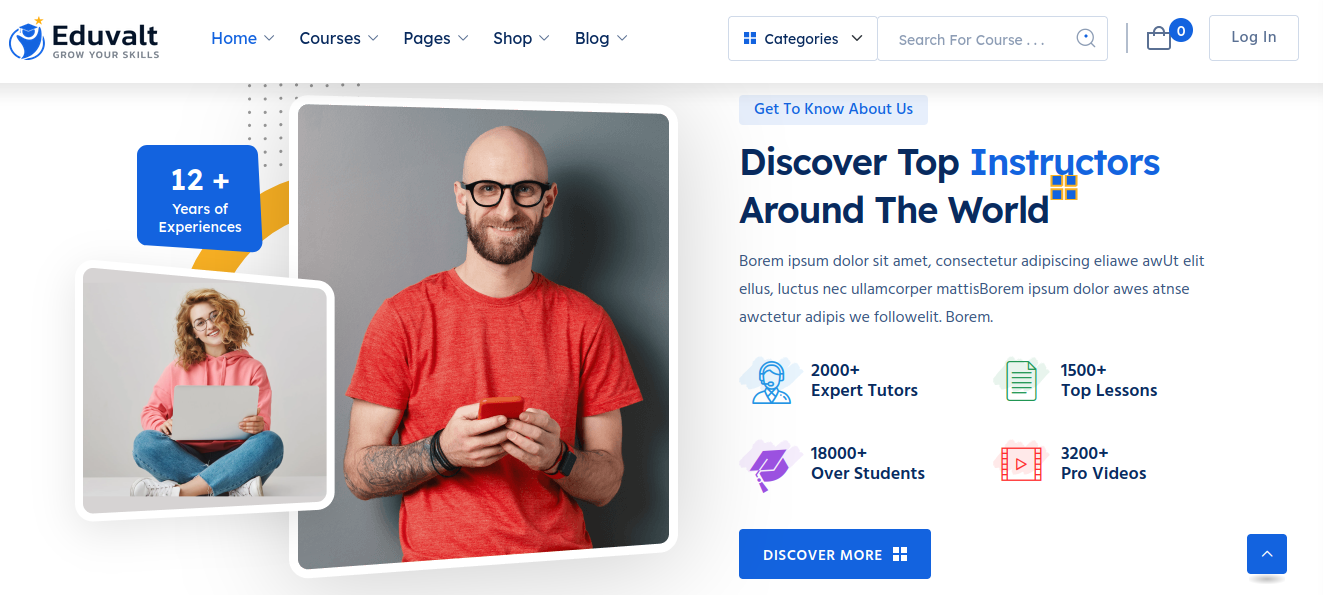 Eduvalt
GROW YOUR SKILLS
Home
Courses
Pages
Shop
Blog
Categories
Search For Course . . .
0
Log In
12 +
Years of
Experiences
Get To Know About Us
Discover Top Instructors
Around The World
Borem ipsum dolor sit amet, consectetur adipiscing eliawe awUt elit
ellus, luctus nec ullamcorper mattisBorem ipsum dolor awes atnse
awctetur adipis we followelit. Borem.
2000+
Expert Tutors
1500+
Top Lessons
18000+
Over Students
3200+
Pro Videos
DISCOVER MORE